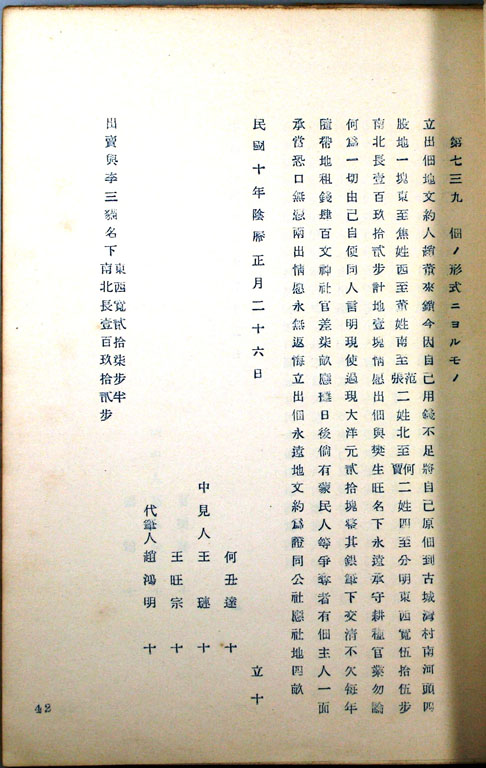 第七三九 佃ノ形式ニヨルモノ
立出佃地文約人趙董來鎖今因自己用錢不足將自己原佃到古城灣村南河頭四
股地一塊東至焦姓西至董姓南至范張二姓北至何賈二姓四至分明東西寬伍拾伍步
南北長壹百玖拾貳步計地壹塊情愿出佃與樊生旺名下永遠承守耕種官業勿論
何爲一切由己自便同人言明現使過現大洋元貳拾塊整其銀筆下交清不欠每年
隨帶地租錢肆百文神社官差柒畝應撻日後倘有蒙民人等爭奪者有佃主人一面
承當恐口無憑兩出情愿永無返悔立出佃永遠地文約爲證同公社應社地四畝
民國十年陰曆正月二十六日 立十
何丑達 十
中見人王 璉 十
王旺宗 十
代筆人趙鴻明 十
出賣與李三猫名下
東西寬貳拾柒步半
南北長壹百玖拾貳步
42